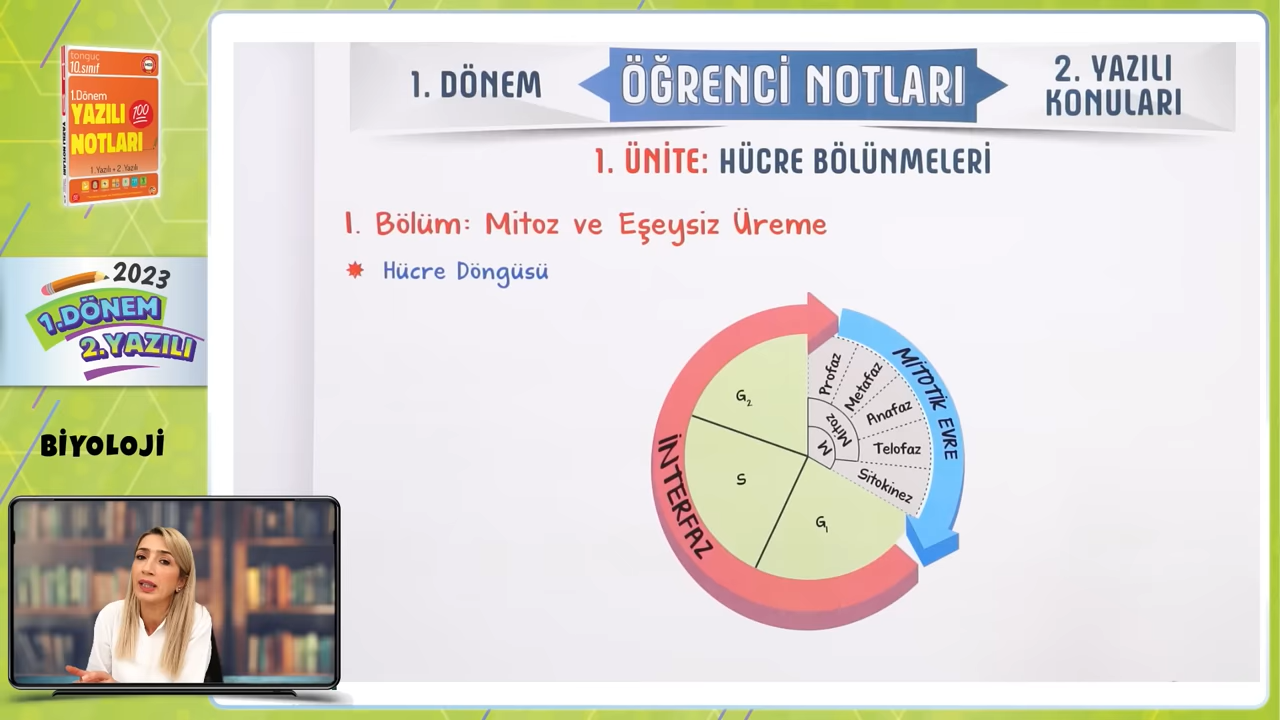 tonguç
10.sınıf
1.Dönem
YAZILI
100
NOTLARI
1. Yazılı • 2. Yazılı
YAZILI NOTLARI
2023
1.DÖNEM
2.YAZILI
BİYOLOJİ
1. DÖNEM
ÖĞRENCİ NOTLARI
2. YAZILI
KONULARI
1. ÜNİTE: HÜCRE BÖLÜNMELERİ
1. Bölüm: Mitoz ve Eşeysiz Üreme
Hücre Döngüsü
İNTERFAZ
MİTOTİK EVRE
G₂
S
G₁
Profaz
Metafaz
Anafaz
Telofaz
Sitokinez
Mitoz
M